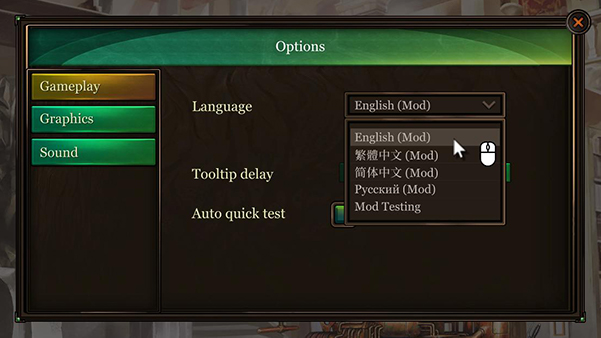 Options
Gameplay
Graphics
Sound
Language
English (Mod)
English (Mod)
繁體中文 (Mod)
简体中文 (Mod)
Русский (Mod)
Mod Testing
Tooltip delay
Auto quick test